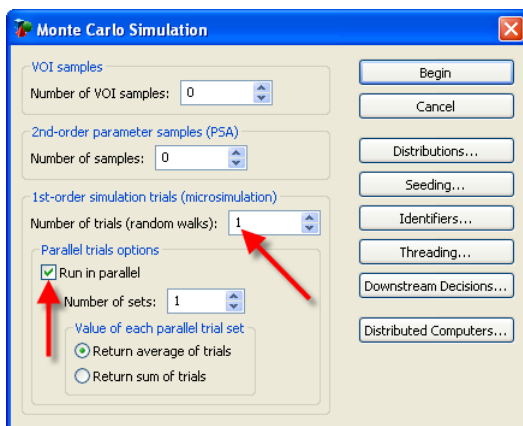 Monte Carlo Simulation
VOI samples
Number of VOI samples: 0
2nd-order parameter samples (PSA)
Number of samples: 0
1st-order simulation trials (microsimulation)
Number of trials (random walks): 1
Parallel trials options
Run in parallel
Number of sets: 1
Value of each parallel trial set
Return average of trials
Return sum of trials
Begin
Cancel
Distributions...
Seeding...
Identifiers...
Threading...
Downstream Decisions...
Distributed Computers...